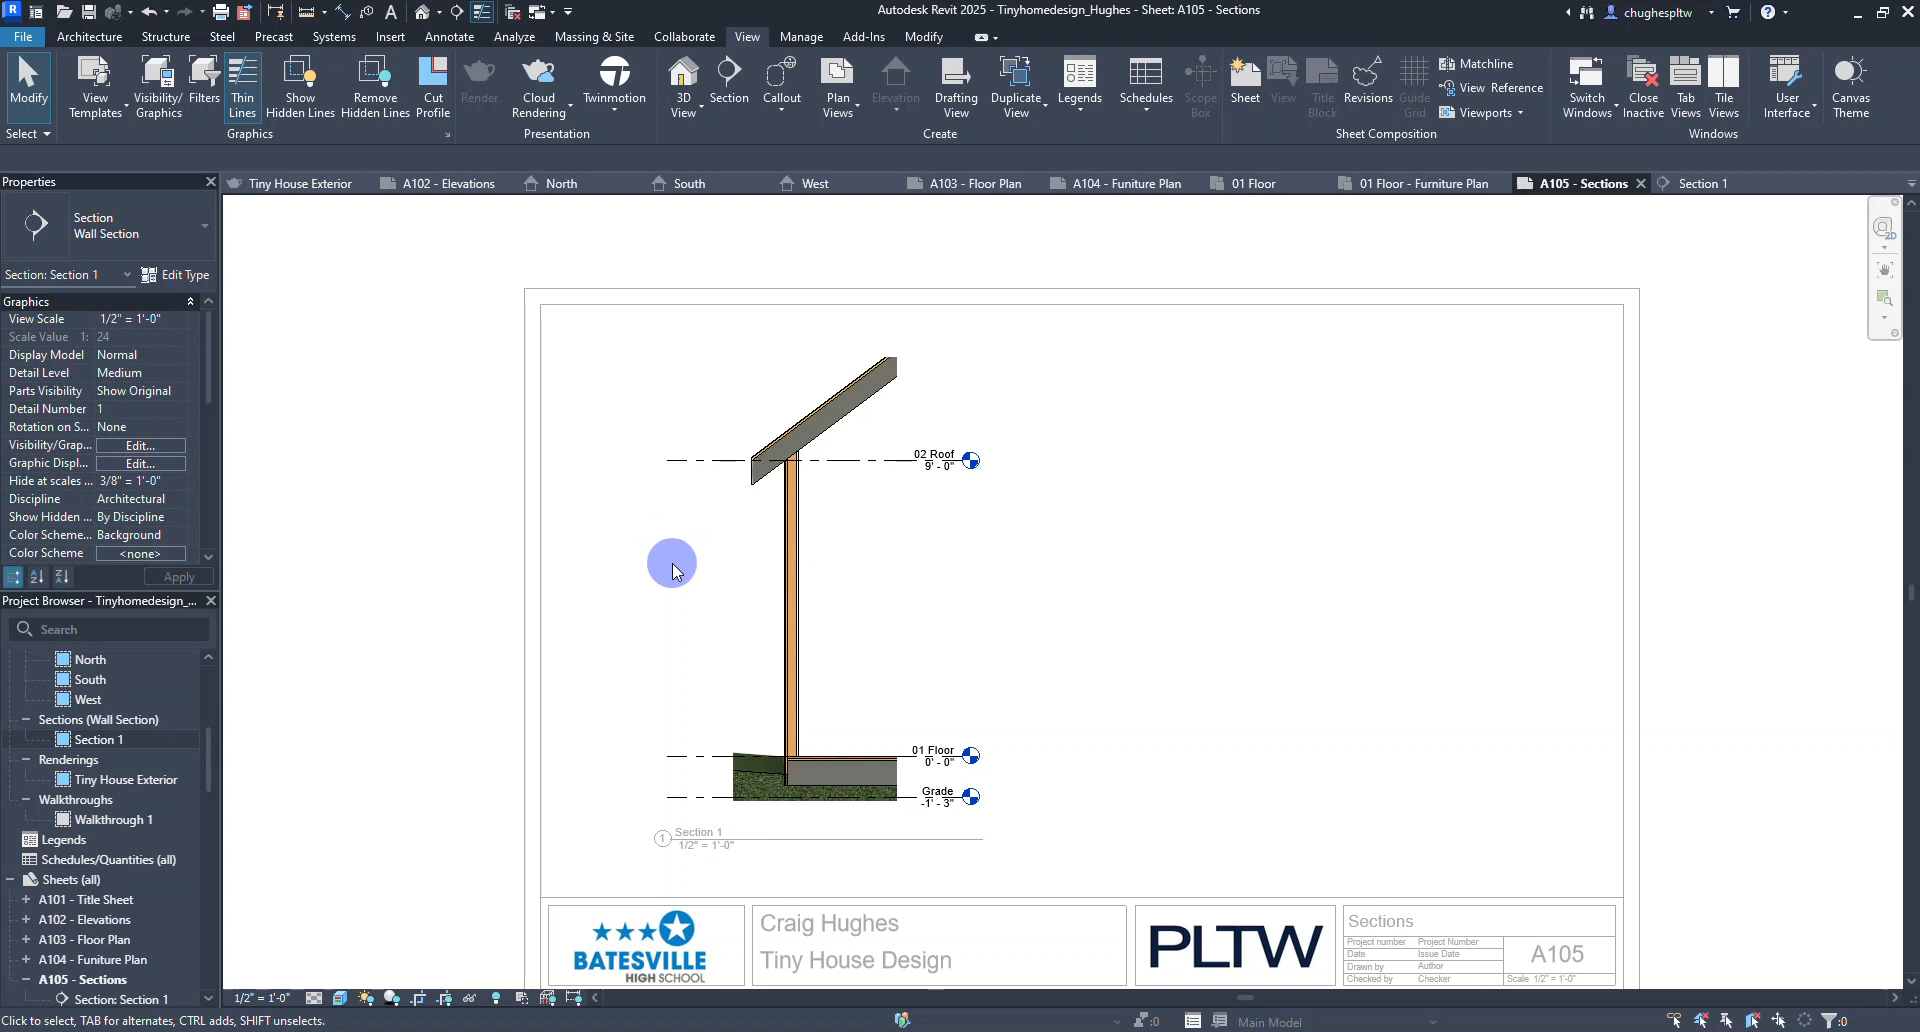 Autodesk Revit 2025 - Tinyhomedesign_Hughes - Sheet: A105 - Sections
chughespltw
File Architecture Structure Steel Precast Systems Insert Annotate Analyze Massing & Site Collaborate View Manage Add-Ins Modify
Modify
View Templates
Visibility/ Graphics
Filters
Thin Lines
Show Hidden Lines
Remove Hidden Lines
Cut Profile
Render
Cloud Rendering
Twinmotion
3D View
Section
Callout
Plan Views
Elevation
Drafting View
Duplicate View
Legends
Schedules
Scope Box
Sheet
View
Title Block
Revisions
Guide Grid
Matchline
View Reference
Viewports
Switch Windows
Close Inactive
Tab Views
Tile Views
User Interface
Canvas Theme
Select Graphics Presentation Create Sheet Composition Windows
Properties
Tiny House Exterior A102 - Elevations North South West A103 - Floor Plan A104 - Funiture Plan 01 Floor 01 Floor - Furniture Plan A105 - Sections Section 1
Section
Wall Section
Section: Section 1 Edit Type
Graphics
View Scale 1/2" = 1'-0"
Scale Value 1: 24
Display Model Normal
Detail Level Medium
Parts Visibility Show Original
Detail Number 1
Rotation on S... None
Visibility/Grap... Edit...
Graphic Displ... Edit...
Hide at scales ... 3/8" = 1'-0"
Discipline Architectural
Show Hidden ... By Discipline
Color Scheme... Background
Color Scheme <none>
Apply
Project Browser - Tinyhomedesign_...
Search
North
South
West
Sections (Wall Section)
Section 1
Renderings
Tiny House Exterior
Walkthroughs
Walkthrough 1
Legends
Schedules/Quantities (all)
Sheets (all)
A101 - Title Sheet
A102 - Elevations
A103 - Floor Plan
A104 - Funiture Plan
A105 - Sections
Section: Section 1
2D
02 Roof
9' - 0"
01 Floor
0' - 0"
Grade
-1' - 3"
1 Section 1
1/2" = 1'-0"
BATESVILLE
HIGH SCHOOL
Craig Hughes
Tiny House Design
PLTW
Sections
Project number Project Number
Date Issue Date
Drawn by Author
Checked by Checker
A105
Scale 1/2" = 1'-0"
1/2" = 1'-0"
Click to select, TAB for alternates, CTRL adds, SHIFT unselects.
:0
Main Model
:0